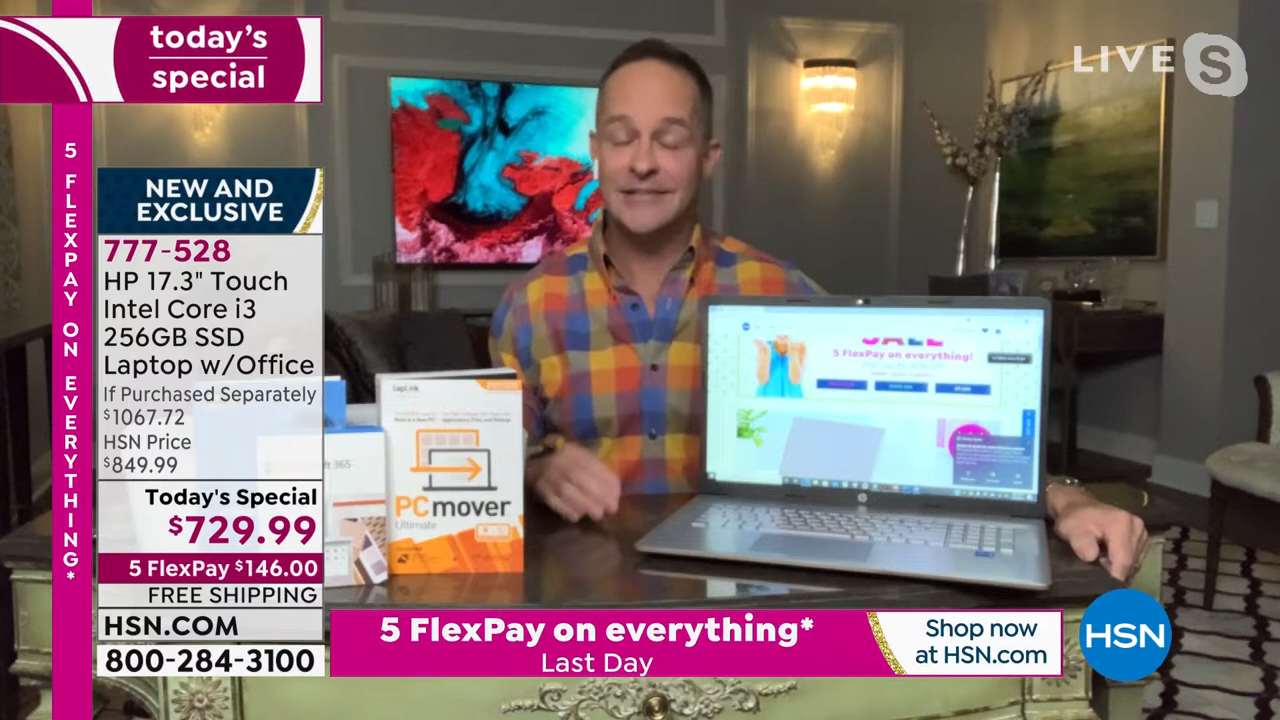 today's
special
LIVE S
5 FLEXPAY ON EVERYTHING*
NEW AND
EXCLUSIVE
777-528
HP 17.3" Touch
Intel Core i3
256GB SSD
Laptop w/Office
If Purchased Separately
$1067.72
HSN Price
$849.99
Today's Special
$729.99
5 FlexPay $146.00
FREE SHIPPING
HSN.COM
800-284-3100
365
PCmover
Ultimate
SALE
5 FlexPay on everything!
hp
5 FlexPay on everything*
Last Day
Shop now
at HSN.com
HSN